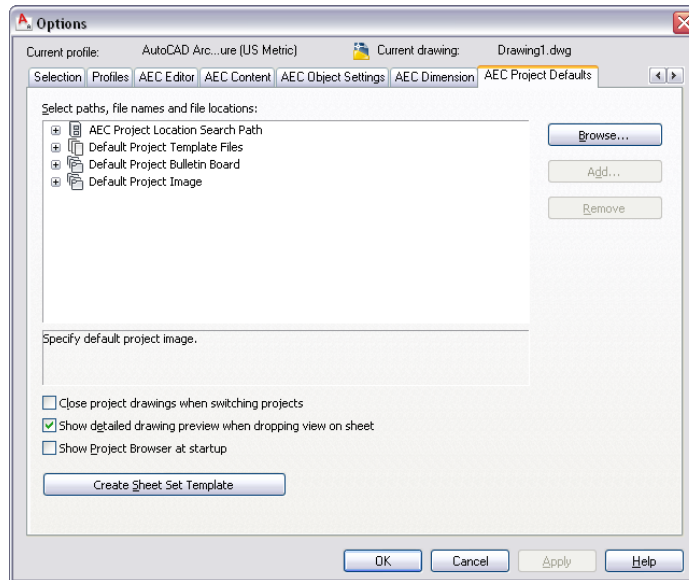 Options
Current profile: AutoCAD Arc...ure (US Metric) Current drawing: Drawing1.dwg
Selection Profiles AEC Editor AEC Content AEC Object Settings AEC Dimension AEC Project Defaults
Select paths, file names and file locations:
AEC Project Location Search Path
Default Project Template Files
Default Project Bulletin Board
Default Project Image
Browse...
Add...
Remove
Specify default project image.
Close project drawings when switching projects
Show detailed drawing preview when dropping view on sheet
Show Project Browser at startup
Create Sheet Set Template
OK Cancel Apply Help